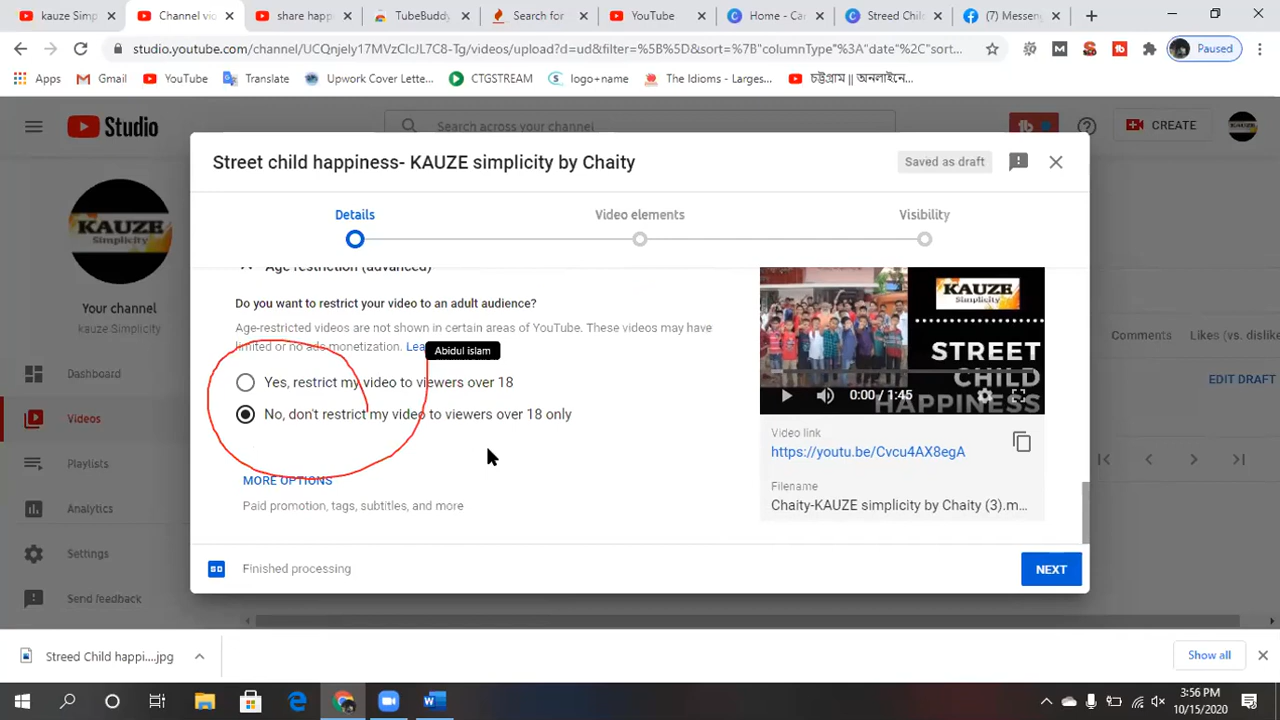 kauze Simp
Channel vic
share happ
TubeBuddy
Search for
YouTube
Home - Car
Streed Chil
(7) Messen
studio.youtube.com/channel/UCQnjely17MVzClcJL7C8-Tg/videos/upload?d=ud&filter=%5B%5D&sort=%7B"columnType"%3A"date"%2C"sort...
Paused
Apps
Gmail
YouTube
Translate
Upwork Cover Lette...
CTGSTREAM
logo+name
The Idioms - Larges...
চট্টগ্রাম || অনলাইনে...
Studio
Search across your channel
CREATE
Street child happiness- KAUZE simplicity by Chaity
Saved as draft
Details
Video elements
Visibility
KAUZE
Simplicity
Your channel
kauze Simplicity
Dashboard
Videos
Playlists
Analytics
Settings
Send feedback
Age restriction (advanced)
Do you want to restrict your video to an adult audience?
Age-restricted videos are not shown in certain areas of YouTube. These videos may have
limited or no ads monetization. Lea
Abidul islam
Yes, restrict my video to viewers over 18
No, don't restrict my video to viewers over 18 only
MORE OPTIONS
Paid promotion, tags, subtitles, and more
KAUZE
Simplicity
STREET
CHILD
HAPPINESS
0:00 / 1:45
Video link
https://youtu.be/Cvcu4AX8egA
Filename
Chaity-KAUZE simplicity by Chaity (3).m...
Comments
Likes (vs. dislike
EDIT DRAFT
SD
Finished processing
NEXT
Streed Child happi....jpg
Show all
3:56 PM
10/15/2020